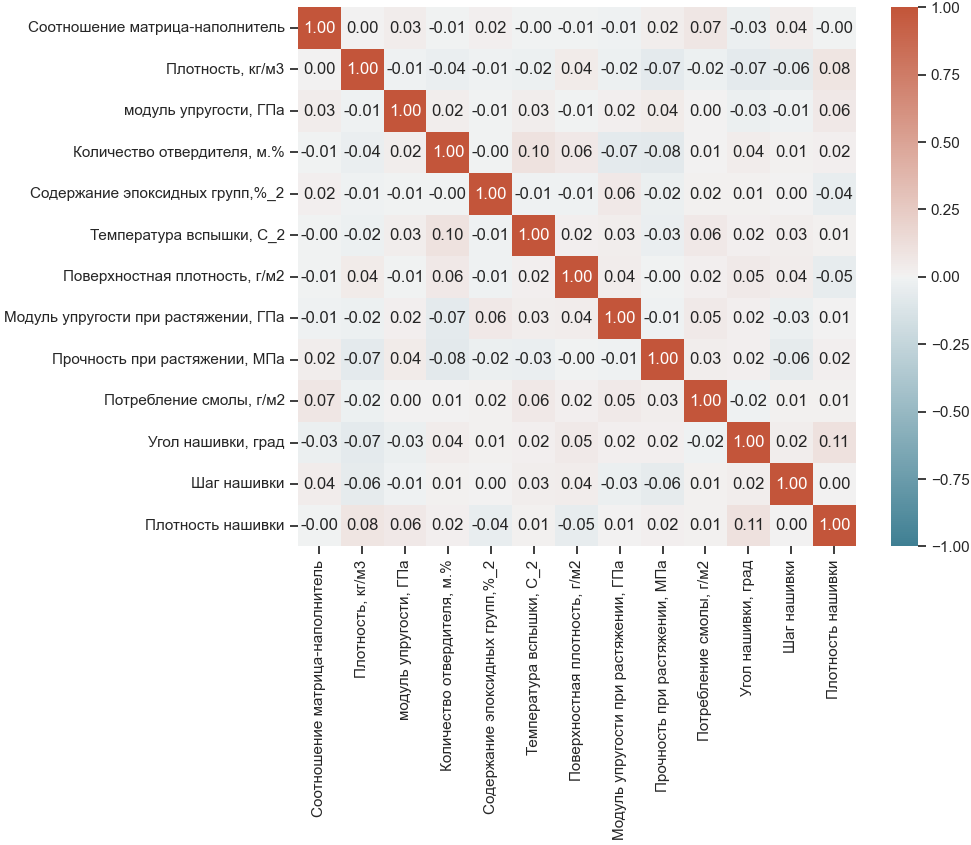 Соотношение матрица-наполнитель 1.00 0.00 0.03 -0.01 0.02 -0.00 -0.01 -0.01 0.02 0.07 -0.03 0.04 -0.00
Плотность, кг/м3 0.00 1.00 -0.01 -0.04 -0.01 -0.02 0.04 -0.02 -0.07 -0.02 -0.07 -0.06 0.08
модуль упругости, ГПа 0.03 -0.01 1.00 0.02 -0.01 0.03 -0.01 0.02 0.04 0.00 -0.03 -0.01 0.06
Количество отвердителя, м.% -0.01 -0.04 0.02 1.00 -0.00 0.10 0.06 -0.07 -0.08 0.01 0.04 0.01 0.02
Содержание эпоксидных групп,%_2 0.02 -0.01 -0.01 -0.00 1.00 -0.01 -0.01 0.06 -0.02 0.02 0.01 0.00 -0.04
Температура вспышки, С_2 -0.00 -0.02 0.03 0.10 -0.01 1.00 0.02 0.03 -0.03 0.06 0.02 0.03 0.01
Поверхностная плотность, г/м2 -0.01 0.04 -0.01 0.06 -0.01 0.02 1.00 0.04 -0.00 0.02 0.05 0.04 -0.05
Модуль упругости при растяжении, ГПа -0.01 -0.02 0.02 -0.07 0.06 0.03 0.04 1.00 -0.01 0.05 0.02 -0.03 0.01
Прочность при растяжении, МПа 0.02 -0.07 0.04 -0.08 -0.02 -0.03 -0.00 -0.01 1.00 0.03 0.02 -0.06 0.02
Потребление смолы, г/м2 0.07 -0.02 0.00 0.01 0.02 0.06 0.02 0.05 0.03 1.00 -0.02 0.01 0.01
Угол нашивки, град -0.03 -0.07 -0.03 0.04 0.01 0.02 0.05 0.02 0.02 -0.02 1.00 0.02 0.11
Шаг нашивки 0.04 -0.06 -0.01 0.01 0.00 0.03 0.04 -0.03 -0.06 0.01 0.02 1.00 0.00
Плотность нашивки -0.00 0.08 0.06 0.02 -0.04 0.01 -0.05 0.01 0.02 0.01 0.11 0.00 1.00
Соотношение матрица-наполнитель
Плотность, кг/м3
модуль упругости, ГПа
Количество отвердителя, м.%
Содержание эпоксидных групп,%_2
Температура вспышки, С_2
Поверхностная плотность, г/м2
Модуль упругости при растяжении, ГПа
Прочность при растяжении, МПа
Потребление смолы, г/м2
Угол нашивки, град
Шаг нашивки
Плотность нашивки
1.00
0.75
0.50
0.25
0.00
−0.25
−0.50
−0.75
−1.00